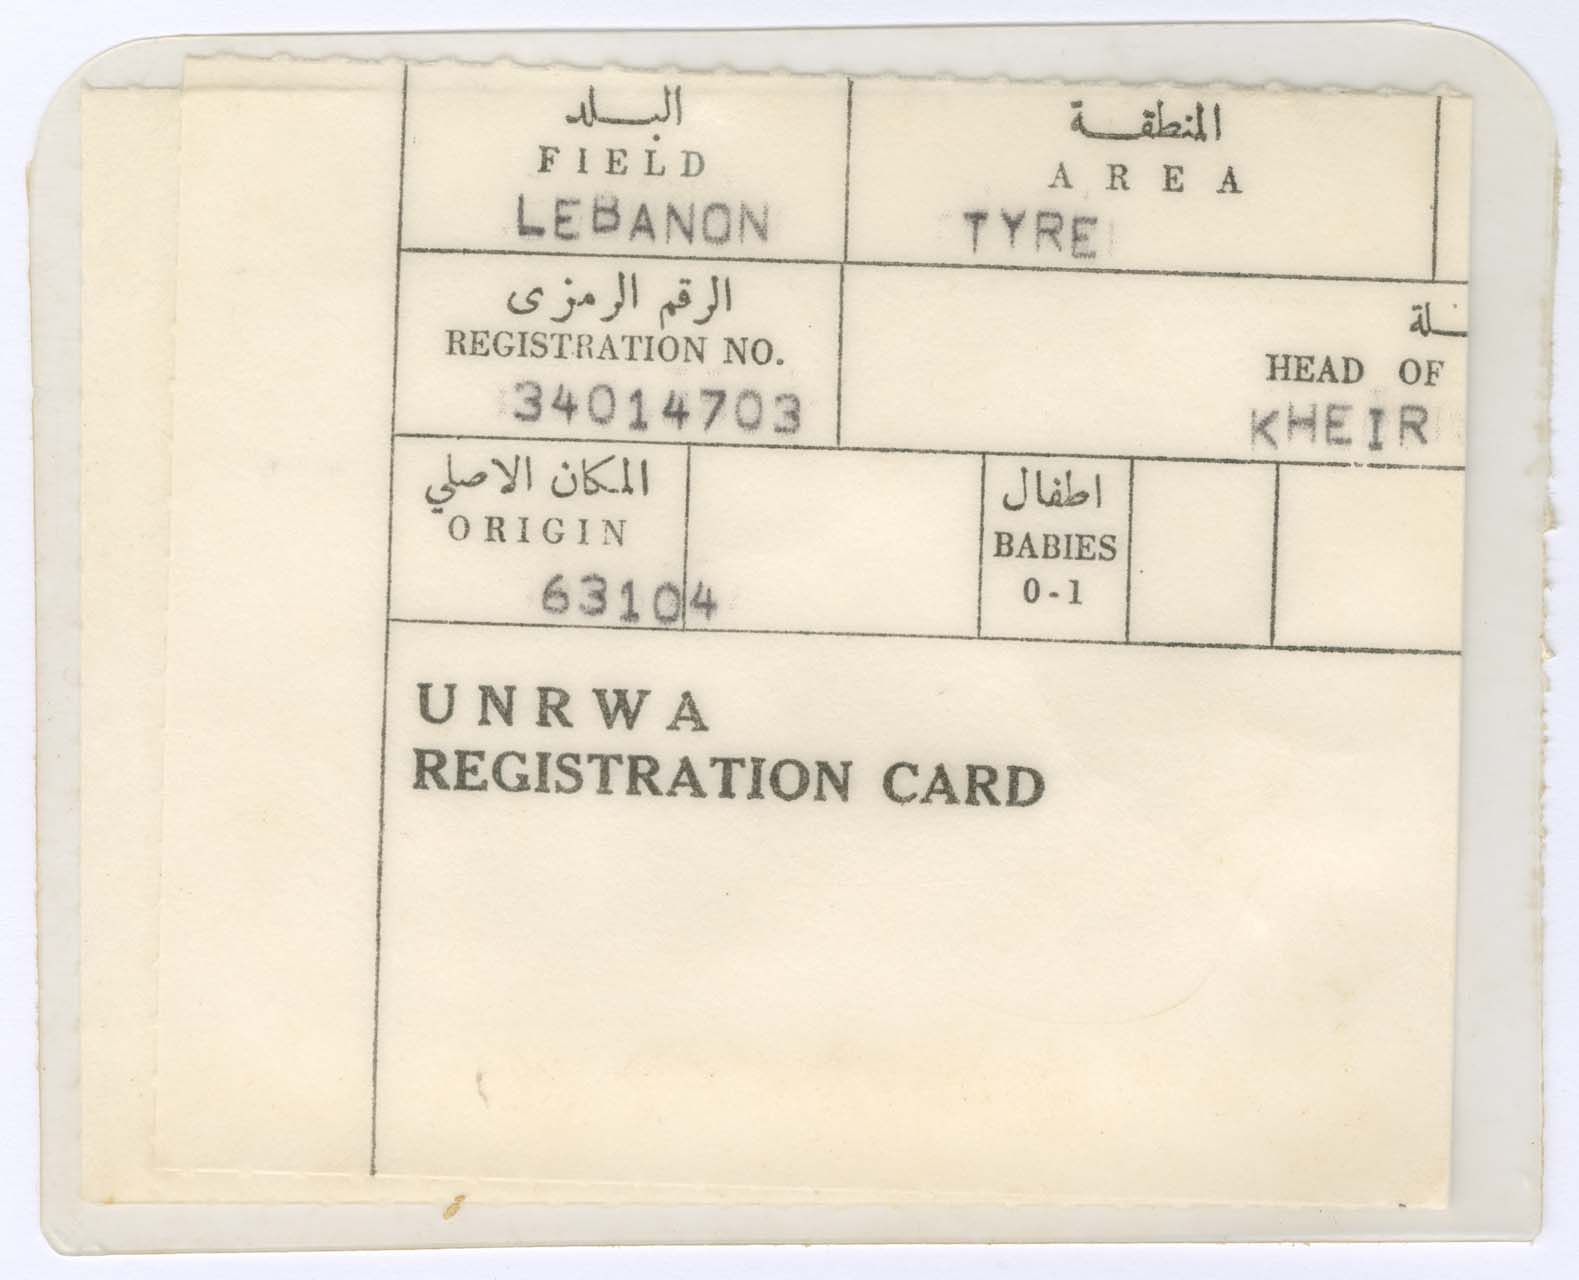 البلد
FIELD
LEBANON
المنطقة
AREA
TYRE
الرقم الرمزى
REGISTRATION NO.
34014703
HEAD OF
KHEIR
المكان الاصلي
ORIGIN
63104
اطفال
BABIES
0-1
UNRWA
REGISTRATION CARD